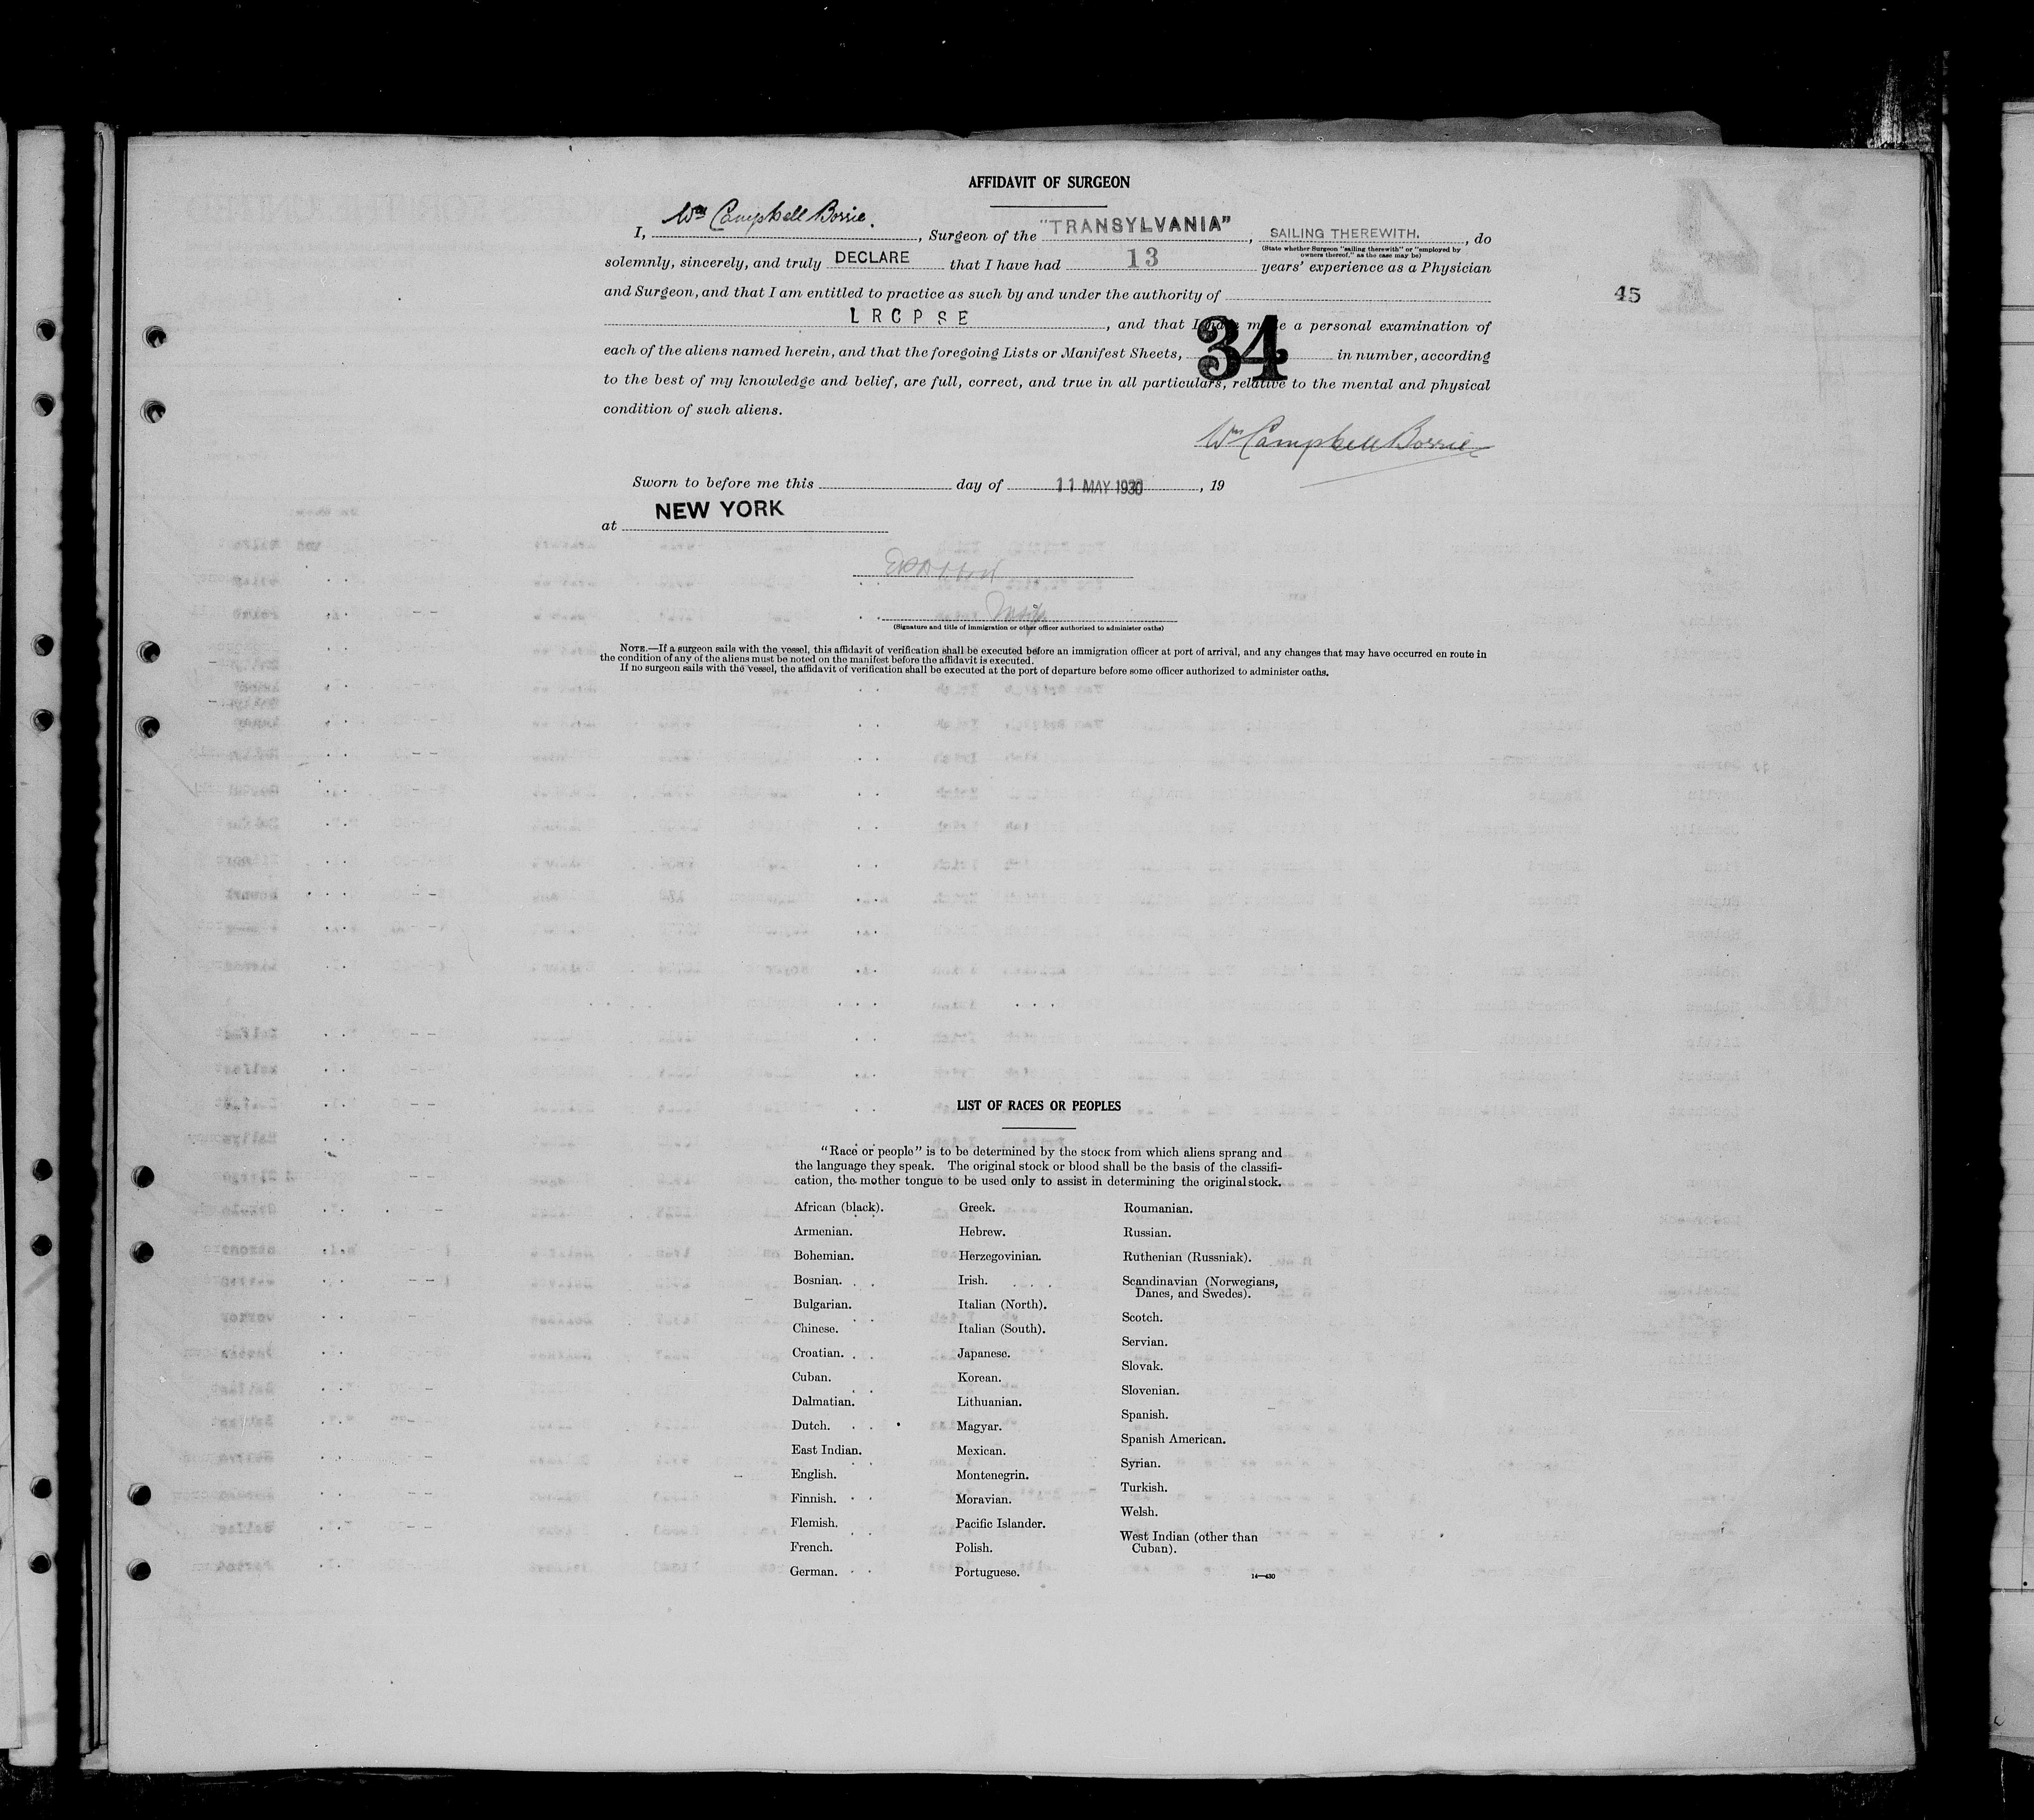 AFFIDAVIT OF SURGEON
I, Wm Campbell Borrie., Surgeon of the "TRANSYLVANIA", SAILING THEREWITH., do
(State whether Surgeon "sailing therewith" or "employed by owners thereof," as the case may be)
solemnly, sincerely, and truly DECLARE that I have had 13 years' experience as a Physician
and Surgeon, and that I am entitled to practice as such by and under the authority of
45
L R C P S E, and that I have made a personal examination of
each of the aliens named herein, and that the foregoing Lists or Manifest Sheets, 34 in number, according
to the best of my knowledge and belief, are full, correct, and true in all particulars, relative to the mental and physical
condition of such aliens.
Wm Campbell Borrie
Sworn to before me this day of 11 MAY 1930, 19
at NEW YORK
(Signature and title of immigration or other officer authorized to administer oaths)
NOTE.—If a surgeon sails with the vessel, this affidavit of verification shall be executed before an immigration officer at port of arrival, and any changes that may have occurred en route in
the condition of any of the aliens must be noted on the manifest before the affidavit is executed.
If no surgeon sails with the vessel, the affidavit of verification shall be executed at the port of departure before some officer authorized to administer oaths.
LIST OF RACES OR PEOPLES
"Race or people" is to be determined by the stock from which aliens sprang and
the language they speak. The original stock or blood shall be the basis of the classifi-
cation, the mother tongue to be used only to assist in determining the original stock.
African (black).
Armenian.
Bohemian.
Bosnian.
Bulgarian.
Chinese.
Croatian.
Cuban.
Dalmatian.
Dutch.
East Indian.
English.
Finnish.
Flemish.
French.
German.
Greek.
Hebrew.
Herzegovinian.
Irish.
Italian (North).
Italian (South).
Japanese.
Korean.
Lithuanian.
Magyar.
Mexican.
Montenegrin.
Moravian.
Pacific Islander.
Polish.
Portuguese.
Roumanian.
Russian.
Ruthenian (Russniak).
Scandinavian (Norwegians,
Danes, and Swedes).
Scotch.
Servian.
Slovak.
Slovenian.
Spanish.
Spanish American.
Syrian.
Turkish.
Welsh.
West Indian (other than
Cuban).
14—430